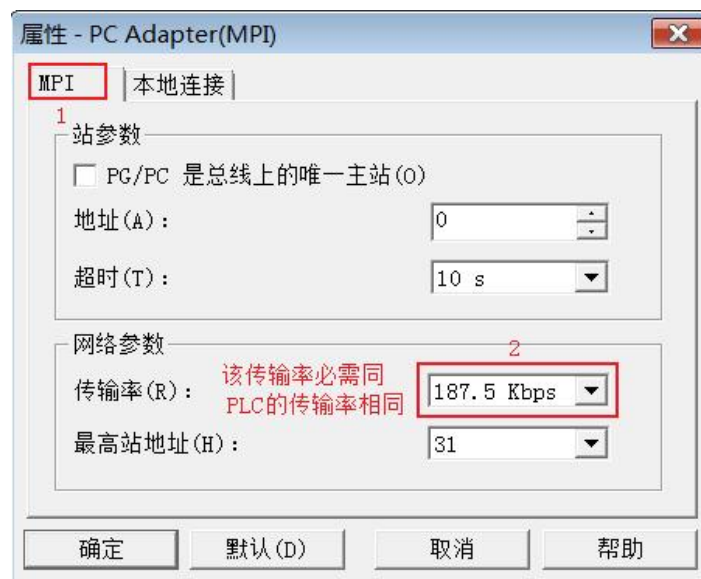 属性 - PC Adapter(MPI)
MPI
本地连接
1
站参数
PG/PC 是总线上的唯一主站(O)
地址(A):
0
超时(T):
10 s
网络参数
2
传输率(R):
该传输率必需同
PLC的传输率相同
187.5 Kbps
最高站地址(H):
31
确定
默认(D)
取消
帮助